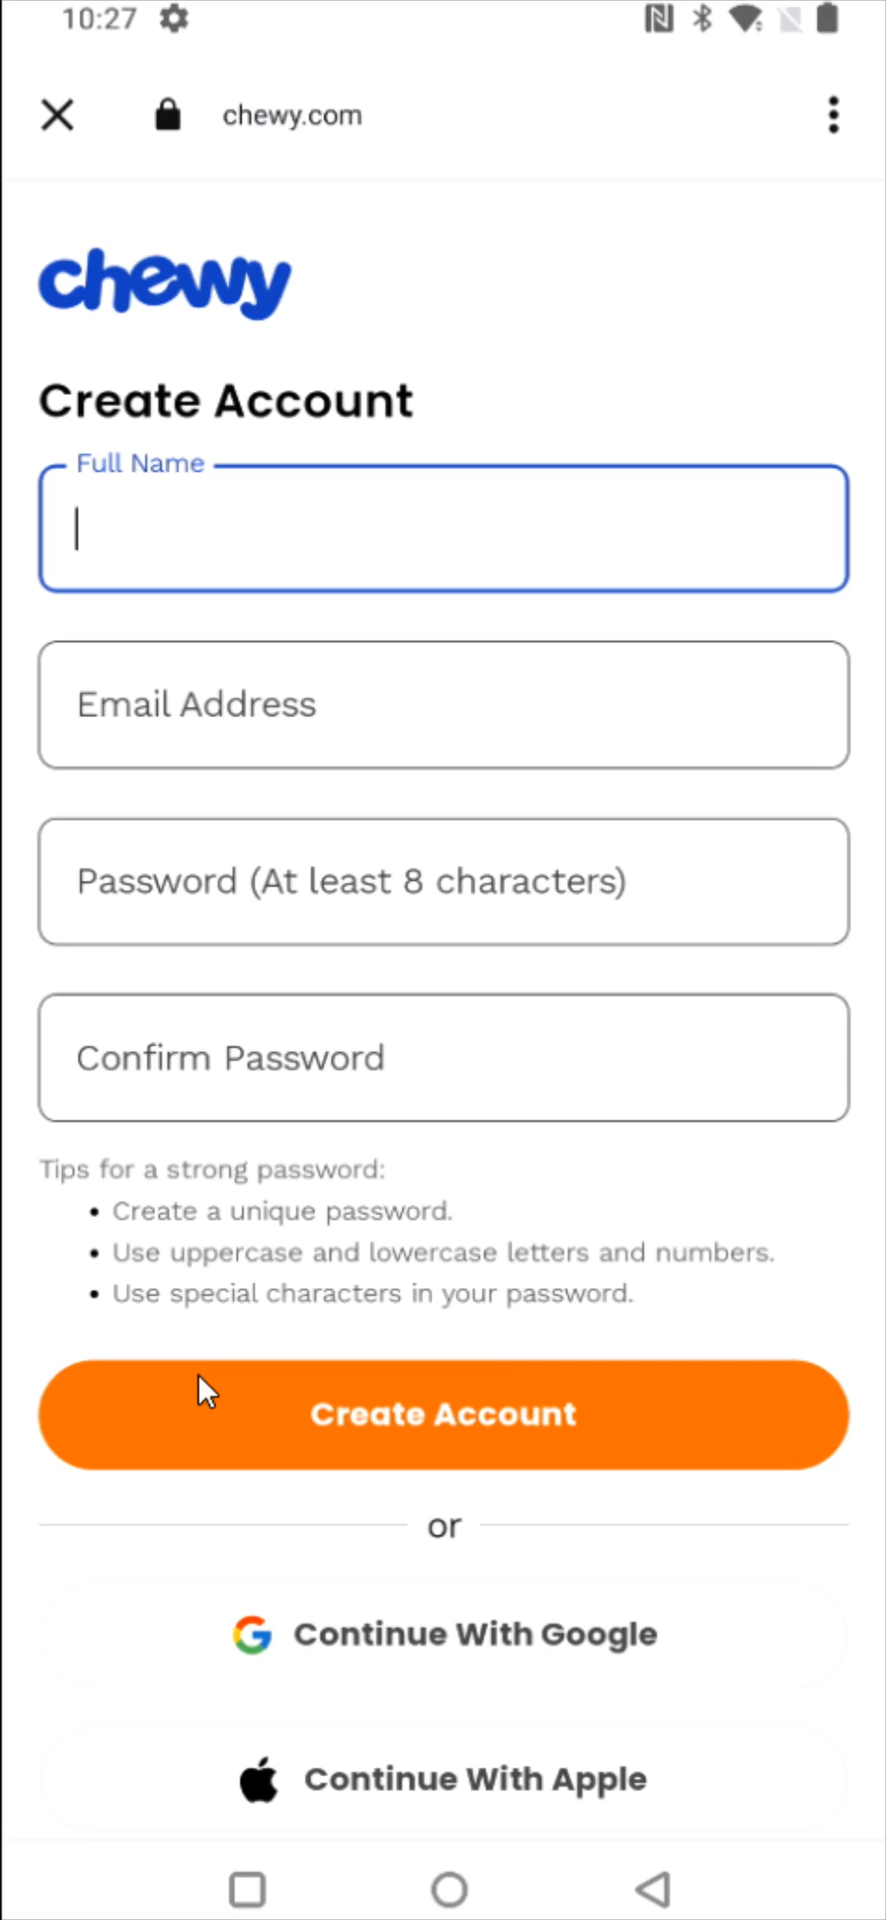 10:27
chewy.com
chewy
Create Account
Full Name
Email Address
Password (At least 8 characters)
Confirm Password
Tips for a strong password:
• Create a unique password.
• Use uppercase and lowercase letters and numbers.
• Use special characters in your password.
Create Account
or
Continue With Google
Continue With Apple